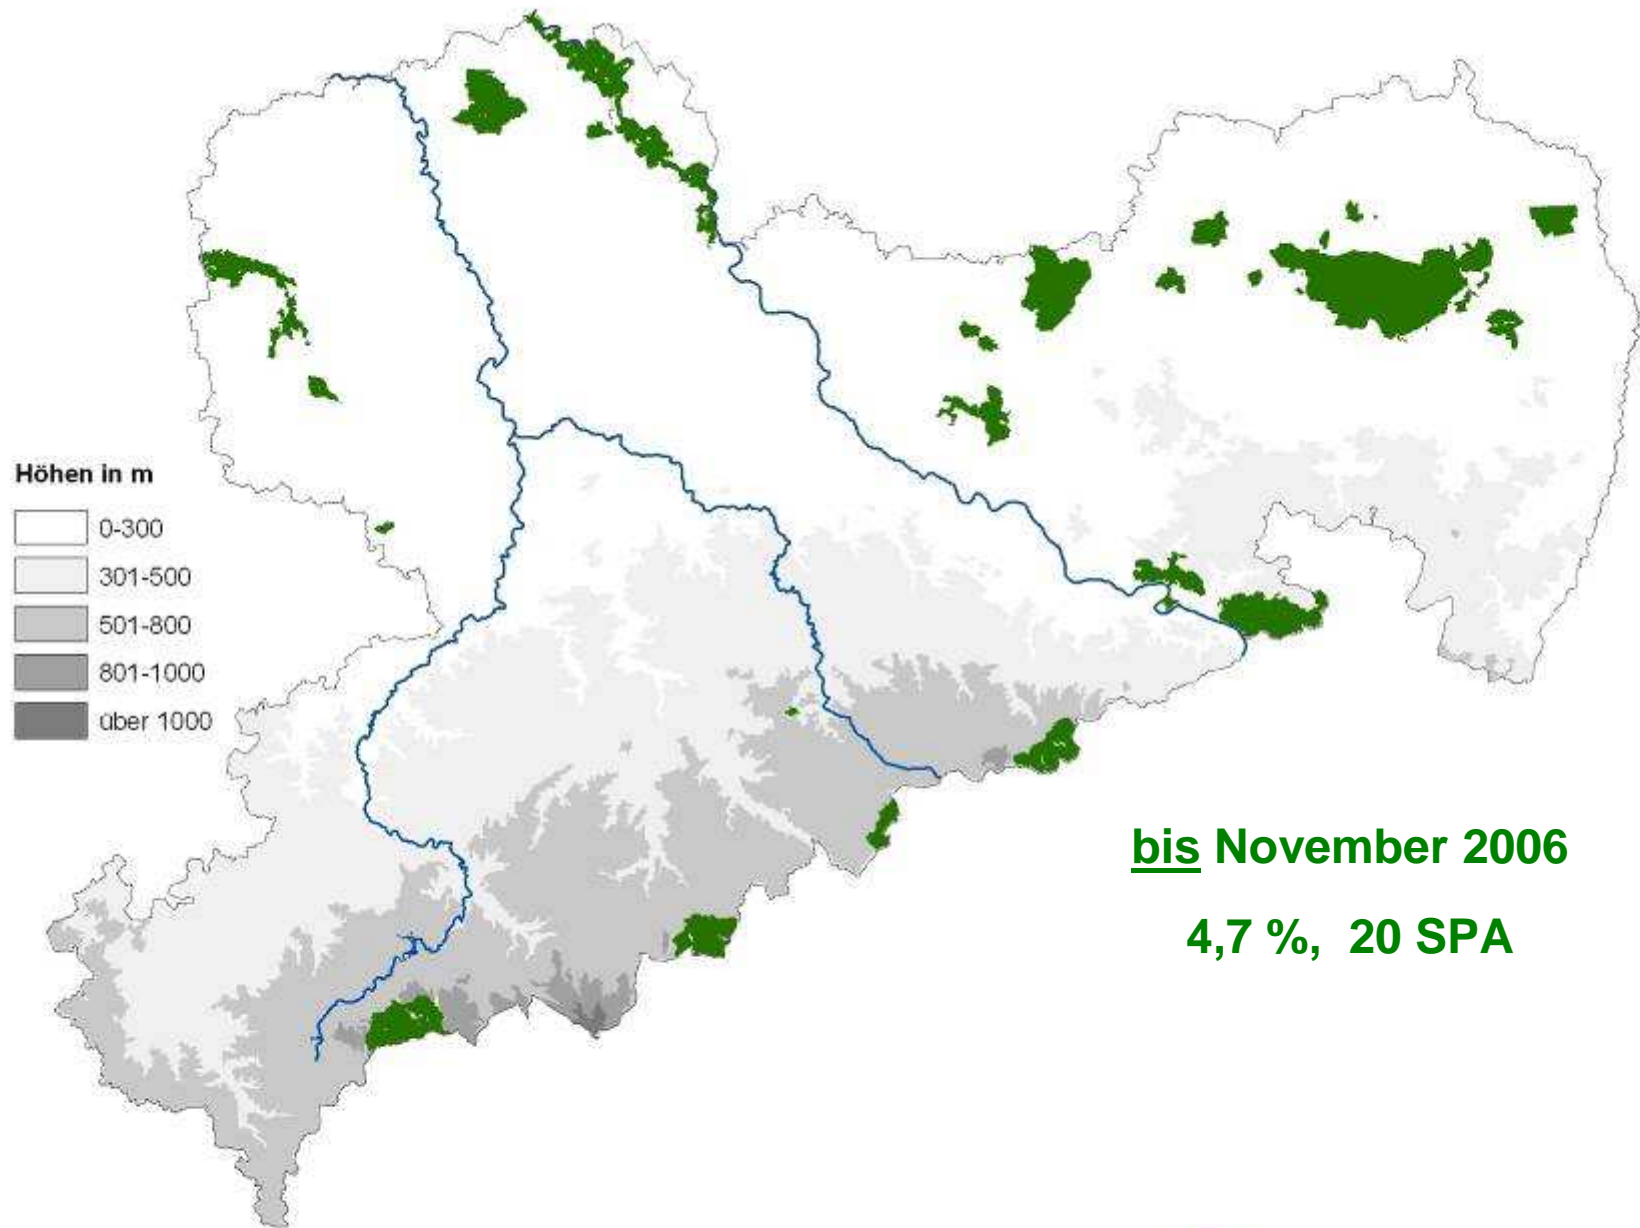 Höhen in m
0-300
301-500
501-800
801-1000
über 1000
bis November 2006
4,7 %, 20 SPA